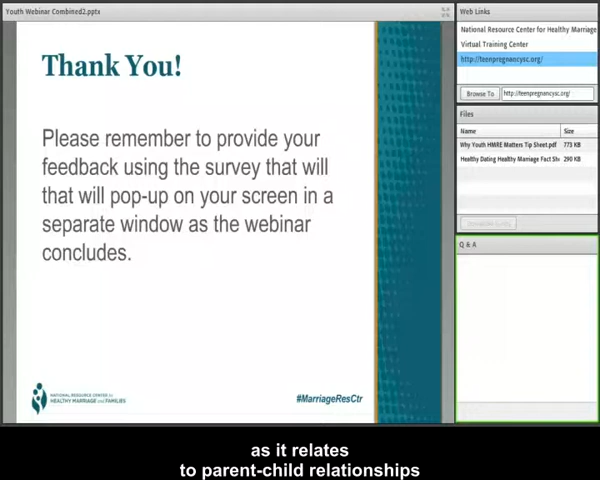 Youth Webinar Combined2.pptx
Thank You!
Please remember to provide your
feedback using the survey that will
that will pop-up on your screen in a
separate window as the webinar
concludes.
NATIONAL RESOURCE CENTER for
HEALTHY MARRIAGE and FAMILIES
#MarriageResCtr
Web Links
National Resource Center for Healthy Marriage
Virtual Training Center
http://teenpregnancysc.org/
Browse To
http://teenpregnancysc.org/
Files
Name Size
Why Youth HMRE Matters Tip Sheet.pdf 773 KB
Healthy Dating Healthy Marriage Fact She 290 KB
Q & A
as it relates
to parent-child relationships